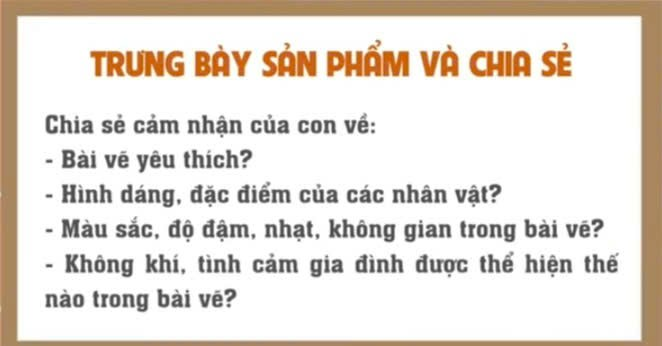 TRƯNG BÀY SẢN PHẨM VÀ CHIA SẺ
Chia sẻ cảm nhận của con về:
- Bài vẽ yêu thích?
- Hình dáng, đặc điểm của các nhân vật?
- Màu sắc, độ đậm, nhạt, không gian trong bài vẽ?
- Không khí, tình cảm gia đình được thể hiện thế
nào trong bài vẽ?